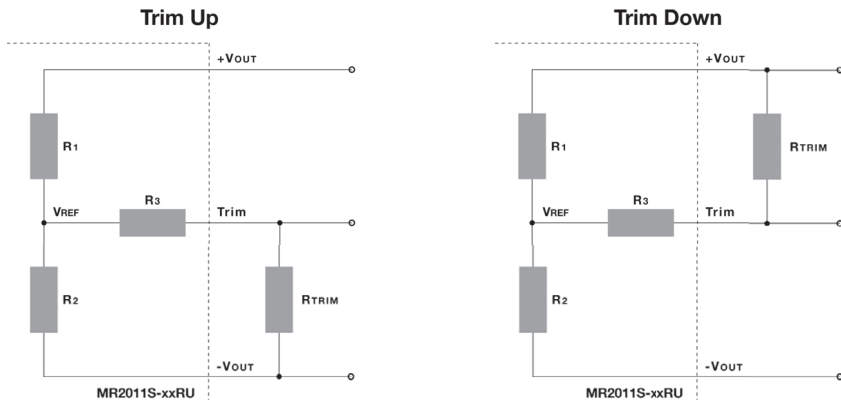 Trim Up
+VOUT
R1
R3
VREF
Trim
R2
RTRIM
-VOUT
MR2011S-xxRU
Trim Down
+VOUT
R1
RTRIM
R3
VREF
Trim
R2
-VOUT
MR2011S-xxRU